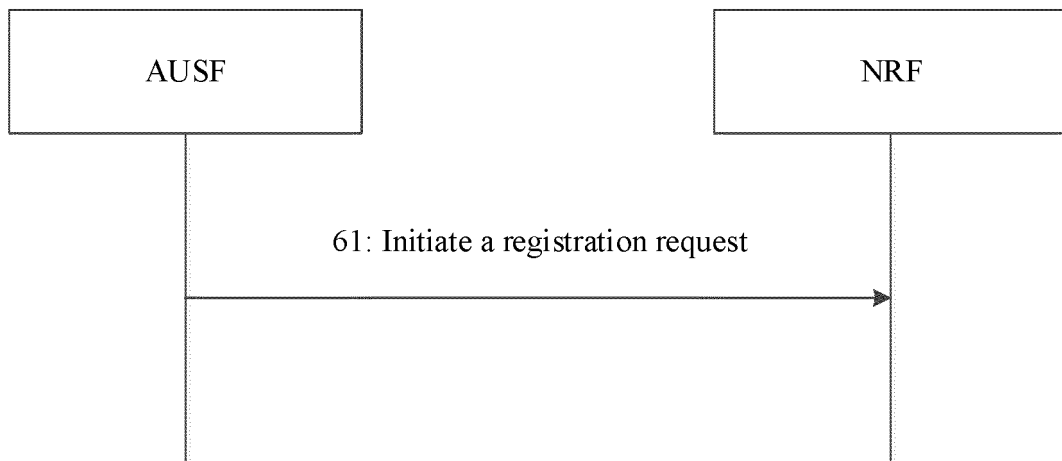 AUSF
NRF
61: Initiate a registration request